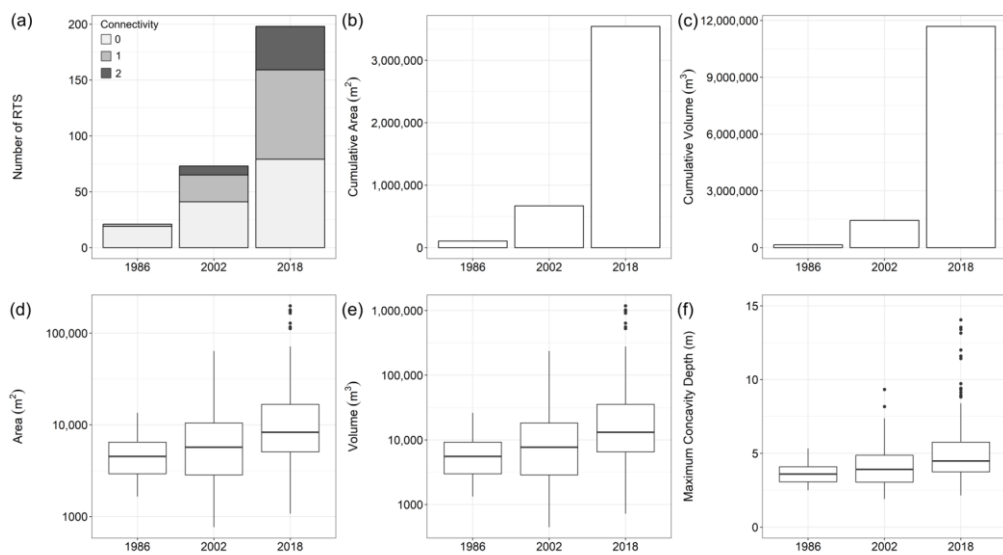 (a)
Connectivity
0
1
2
Number of RTS
200
150
100
50
0
1986 2002 2018
(b)
Cumulative Area (m²)
3,000,000
2,000,000
1,000,000
0
1986 2002 2018
(c)
Cumulative Volume (m³)
12,000,000
9,000,000
6,000,000
3,000,000
0
1986 2002 2018
(d)
Area (m²)
100,000
10,000
1000
1986 2002 2018
(e)
Volume (m³)
1,000,000
100,000
10,000
1000
1986 2002 2018
(f)
Maximum Concavity Depth (m)
15
10
5
0
1986 2002 2018